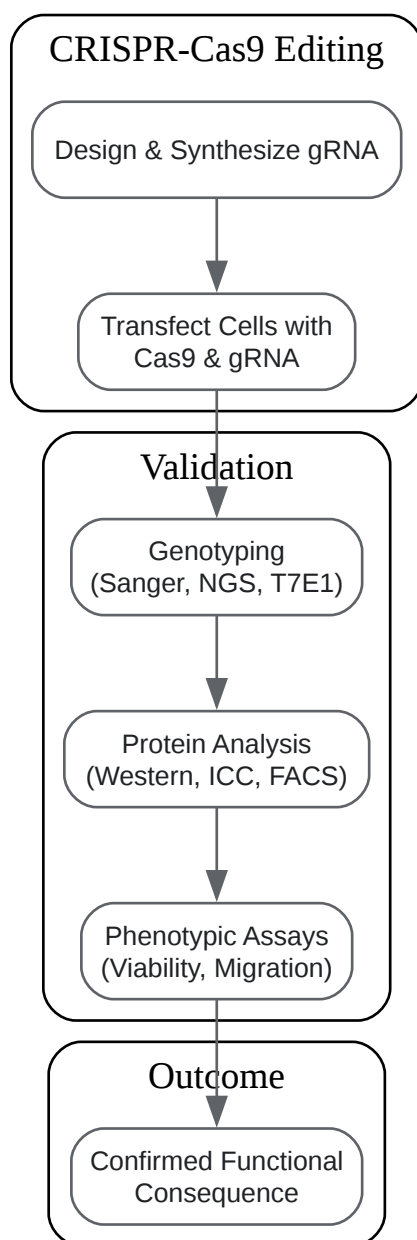 CRISPR-Cas9 Editing
Design & Synthesize gRNA
Transfect Cells with
Cas9 & gRNA
Validation
Genotyping
(Sanger, NGS, T7E1)
Protein Analysis
(Western, ICC, FACS)
Phenotypic Assays
(Viability, Migration)
Outcome
Confirmed Functional
Consequence